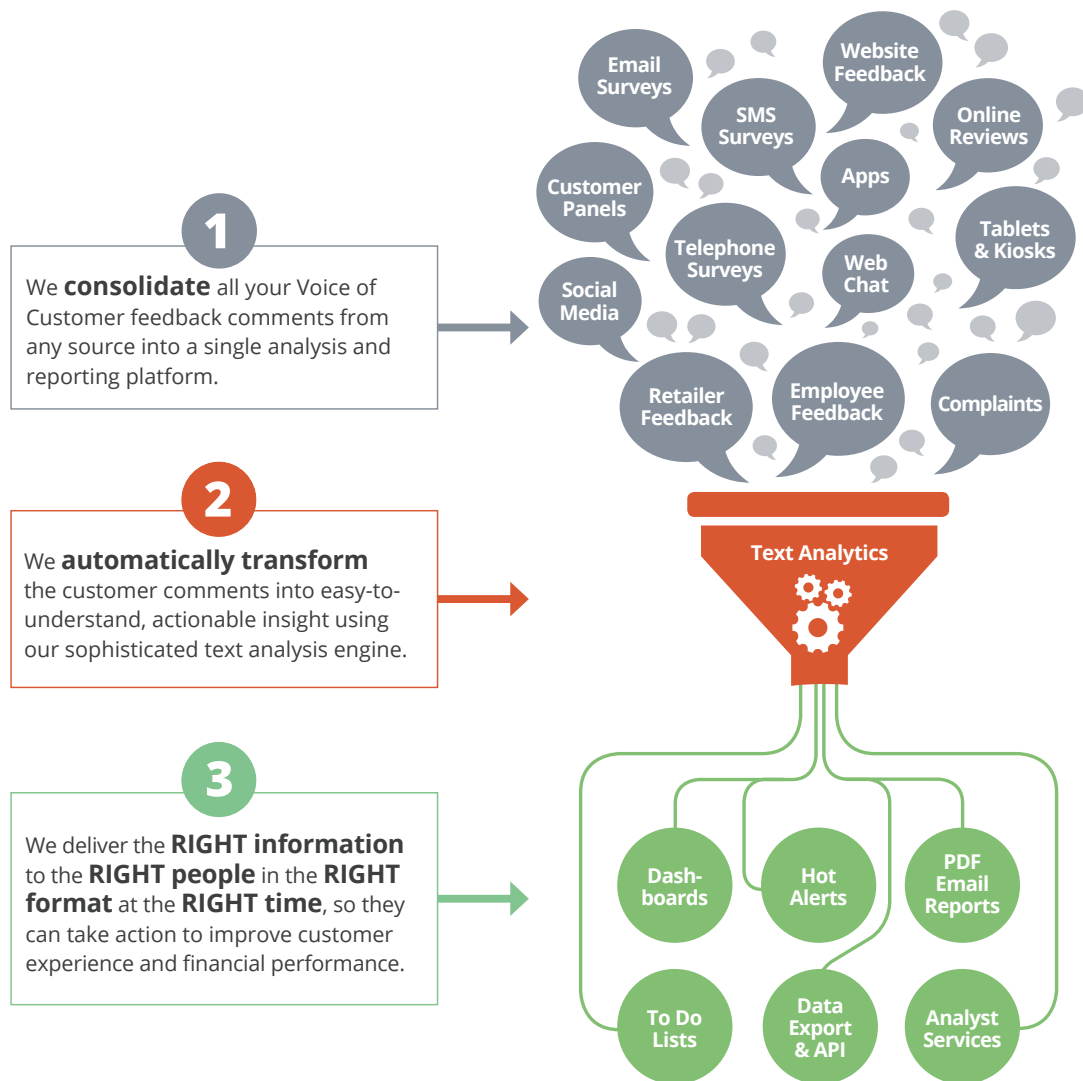 1
We consolidate all your Voice of
Customer feedback comments from
any source into a single analysis and
reporting platform.
Email
Surveys
Website
Feedback
SMS
Surveys
Online
Reviews
Apps
Customer
Panels
Telephone
Surveys
Tablets
& Kiosks
Web
Chat
Social
Media
Retailer
Feedback
Employee
Feedback
Complaints
2
We automatically transform
the customer comments into easy-to-
understand, actionable insight using
our sophisticated text analysis engine.
Text Analytics
3
We deliver the RIGHT information
to the RIGHT people in the RIGHT
format at the RIGHT time, so they
can take action to improve customer
experience and financial performance.
Dash-
boards
Hot
Alerts
PDF
Email
Reports
To Do
Lists
Data
Export
& API
Analyst
Services